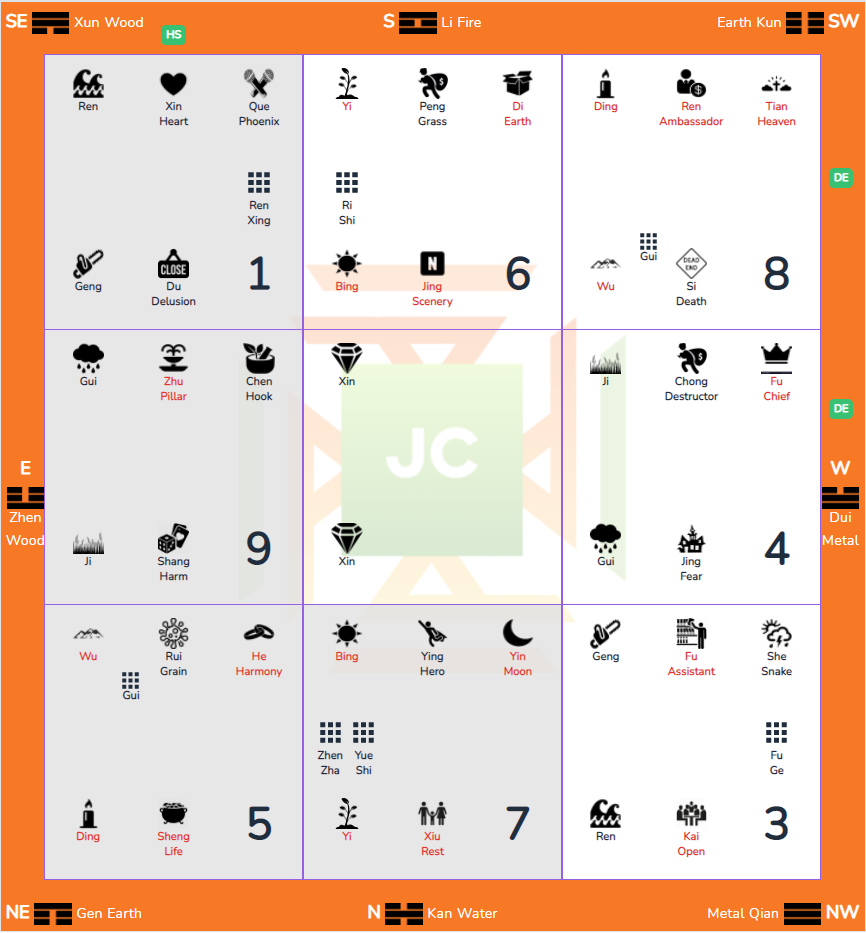 SE Xun Wood
S Li Fire
Earth Kun SW
HS
Ren
Xin
Heart
Que
Phoenix
Ren
Xing
Geng
CLOSE
Du
Delusion
1
Yi
Peng
Grass
Di
Earth
Ri
Shi
Bing
N
Jing
Scenery
6
Ding
Ren
Ambassador
Tian
Heaven
DE
Wu
Gui
DEAD
END
Si
Death
8
E
Zhen
Wood
Gui
Zhu
Pillar
Chen
Hook
Ji
Shang
Harm
9
Xin
JC
Xin
Ji
Chong
Destructor
Fu
Chief
Gui
Jing
Fear
4
DE
W
Dui
Metal
Wu
Gui
Rui
Grain
He
Harmony
Ding
Sheng
Life
5
Bing
Ying
Hero
Yin
Moon
Zhen
Zha
Yue
Shi
Yi
Xiu
Rest
7
Geng
Fu
Assistant
She
Snake
Fu
Ge
Ren
Kai
Open
3
NE Gen Earth
N Kan Water
Metal Qian NW